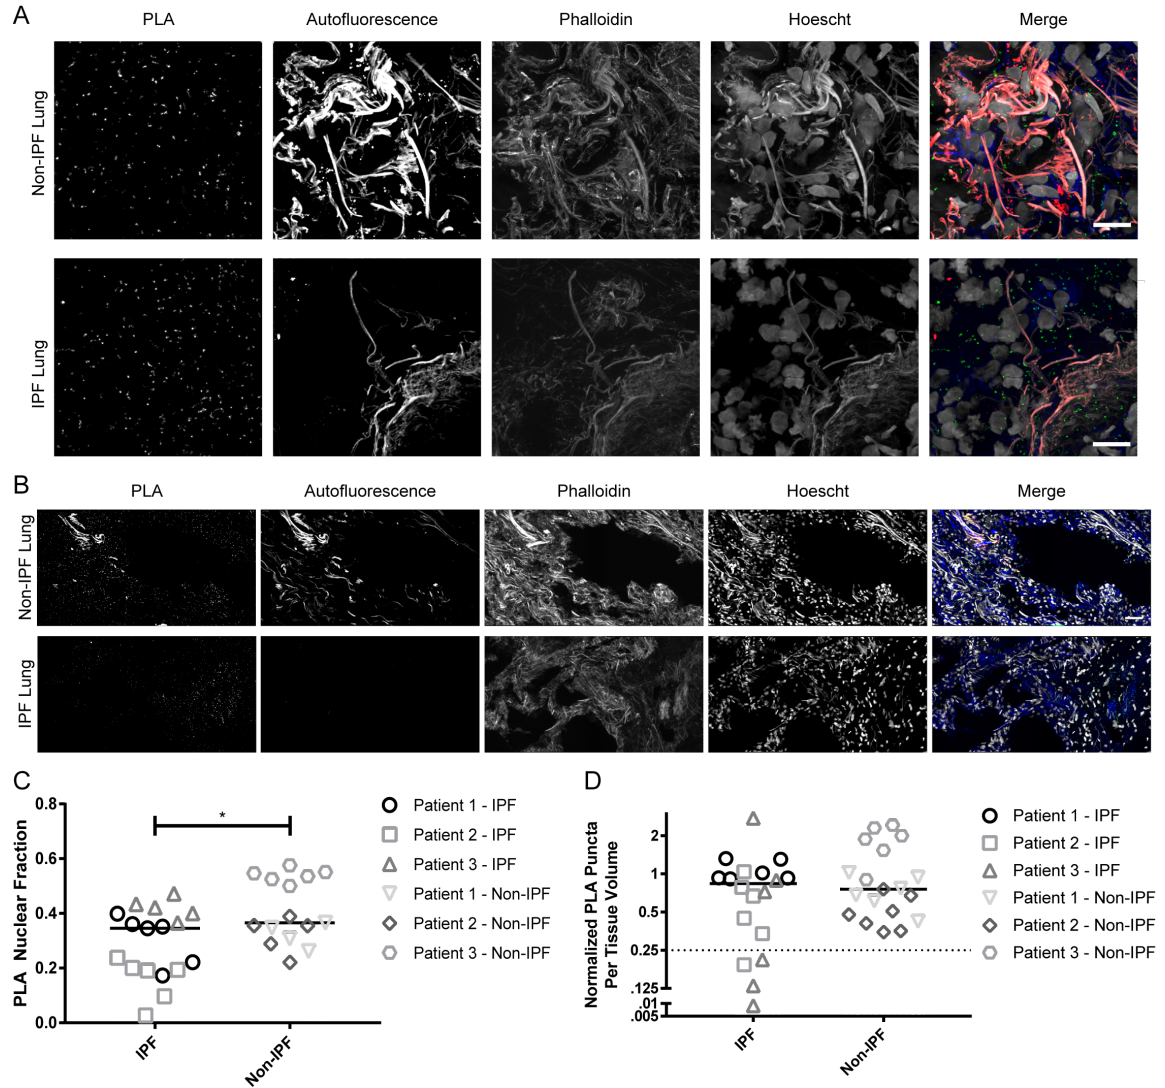 A
PLA Autofluorescence Phalloidin Hoescht Merge
Non-IPF Lung
IPF Lung
B
PLA Autofluorescence Phalloidin Hoescht Merge
Non-IPF Lung
IPF Lung
C
PLA Nuclear Fraction
0.8
0.6
0.4
0.2
0.0
*
IPF
Non-IPF
Patient 1 - IPF
Patient 2 - IPF
Patient 3 - IPF
Patient 1 - Non-IPF
Patient 2 - Non-IPF
Patient 3 - Non-IPF
D
Normalized PLA Puncta
Per Tissue Volume
2
1
0.5
0.25
.125
.01
.005
IPF
Non-IPF
Patient 1 - IPF
Patient 2 - IPF
Patient 3 - IPF
Patient 1 - Non-IPF
Patient 2 - Non-IPF
Patient 3 - Non-IPF